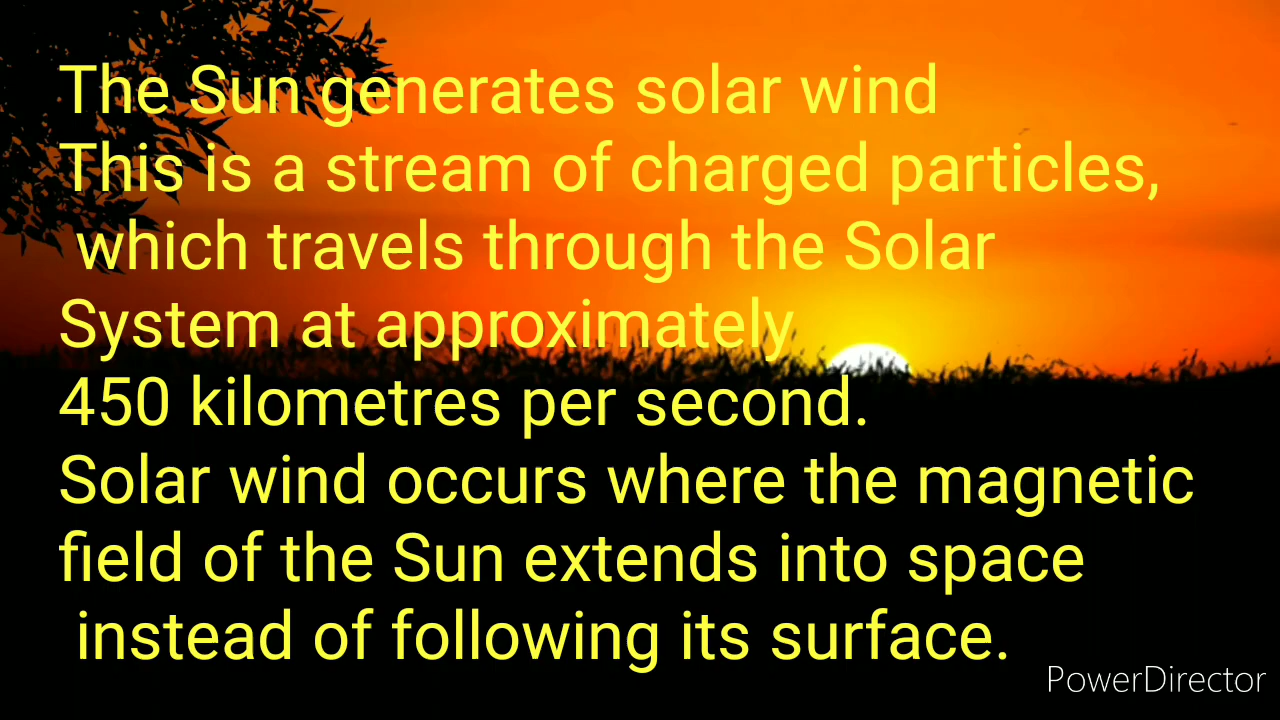 The Sun generates solar wind
This is a stream of charged particles,
which travels through the Solar
System at approximately
450 kilometres per second.
Solar wind occurs where the magnetic
field of the Sun extends into space
instead of following its surface.
PowerDirector